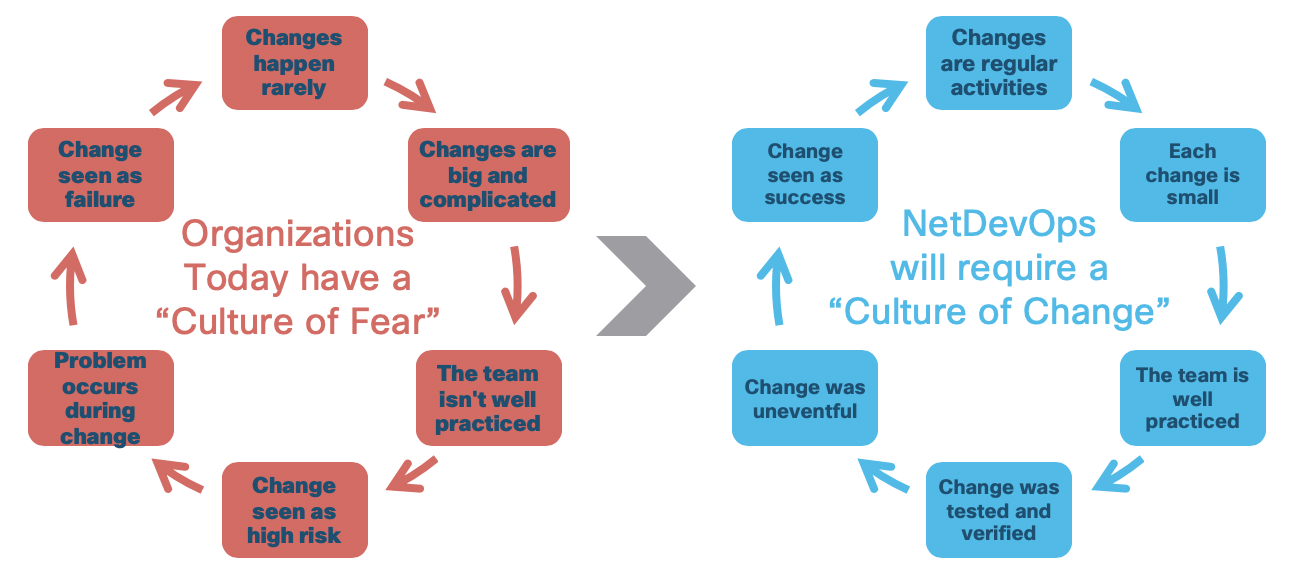 Changes
happen
rarely
Changes are
big and
complicated
The team
isn't well
practiced
Change
seen as
high risk
Problem
occurs
during
change
Change
seen as
failure
Organizations
Today have a
“Culture of Fear”
Changes
are regular
activities
Each
change is
small
The team is
well
practiced
Change was
tested and
verified
Change was
uneventful
Change
seen as
success
NetDevOps
will require a
“Culture of Change”